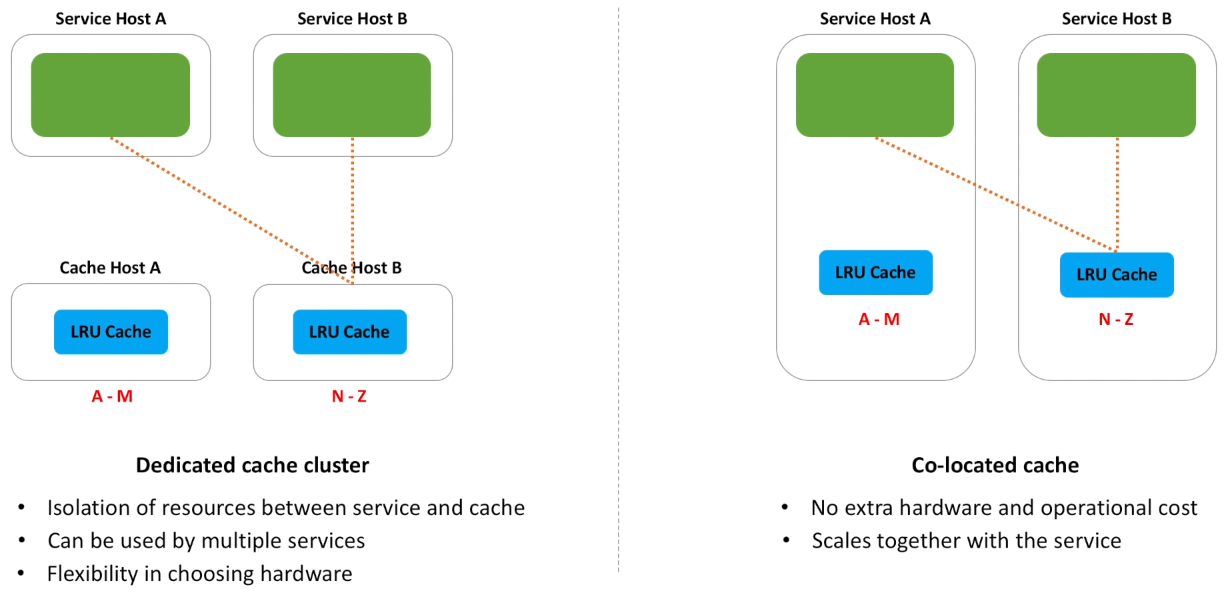 Service Host A
Service Host B
Cache Host A
Cache Host B
LRU Cache
LRU Cache
A - M
N - Z
Dedicated cache cluster
• Isolation of resources between service and cache
• Can be used by multiple services
• Flexibility in choosing hardware
Service Host A
Service Host B
LRU Cache
LRU Cache
A - M
N - Z
Co-located cache
• No extra hardware and operational cost
• Scales together with the service